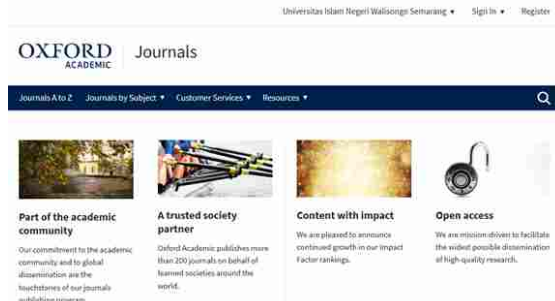 Universitas Islam Negeri Walisongo Semarang ▾ Sign In ▾ Register
OXFORD
ACADEMIC
Journals
Journals A to Z Journals by Subject ▾ Customer Services ▾ Resources ▾
Part of the academic
community
Our commitment to the academic
community and to global
dissemination are the
touchstones of our journals
publishing program.
A trusted society
partner
Oxford Academic publishes more
than 200 journals on behalf of
learned societies around the
world.
Content with impact
We are pleased to announce
continued growth in our Impact
Factor rankings.
Open access
We are mission-driven to facilitate
the widest possible dissemination
of high-quality research.